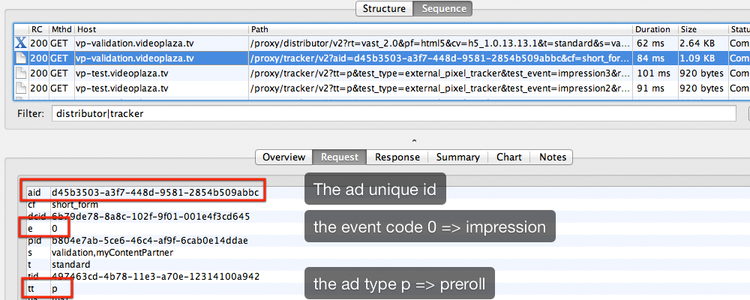 Structure Sequence
RC Mthd Host Path Duration Size Statu
200 GET vp-validation.videoplaza.tv /proxy/distributor/v2?rt=vast_2.0&pf=html5&cv=h5_1.0.13.13.1&t=standard&s=va... 62 ms 2.64 KB Com
200 GET vp-validation.videoplaza.tv /proxy/tracker/v2?aid=d45b3503-a3f7-448d-9581-2854b509abbc&cf=short_form... 84 ms 1.09 KB Com
200 GET vp-test.videoplaza.tv /proxy/tracker/v2?tt=p&test_type=external_pixel_tracker&test_event=impression3&r... 101 ms 920 bytes Com
200 GET vp-test.videoplaza.tv /proxy/tracker/v2?tt=p&test_type=external_pixel_tracker&test_event=impression2&r... 91 ms 920 bytes Com
Filter: distributor|tracker
Overview Request Response Summary Chart Notes
aid d45b3503-a3f7-448d-9581-2854b509abbc The ad unique id
cf short_form
dcid 6b79de78-8a8c-102f-9f01-001e4f3cd645
e 0 the event code 0 => impression
pid b804e7ab-5ce6-46c4-af9f-6cab0e14ddae
s validation,myContentPartner
t standard
tid 497463cd-4b78-11e3-a70e-12314100a942
tt p the ad type p => preroll